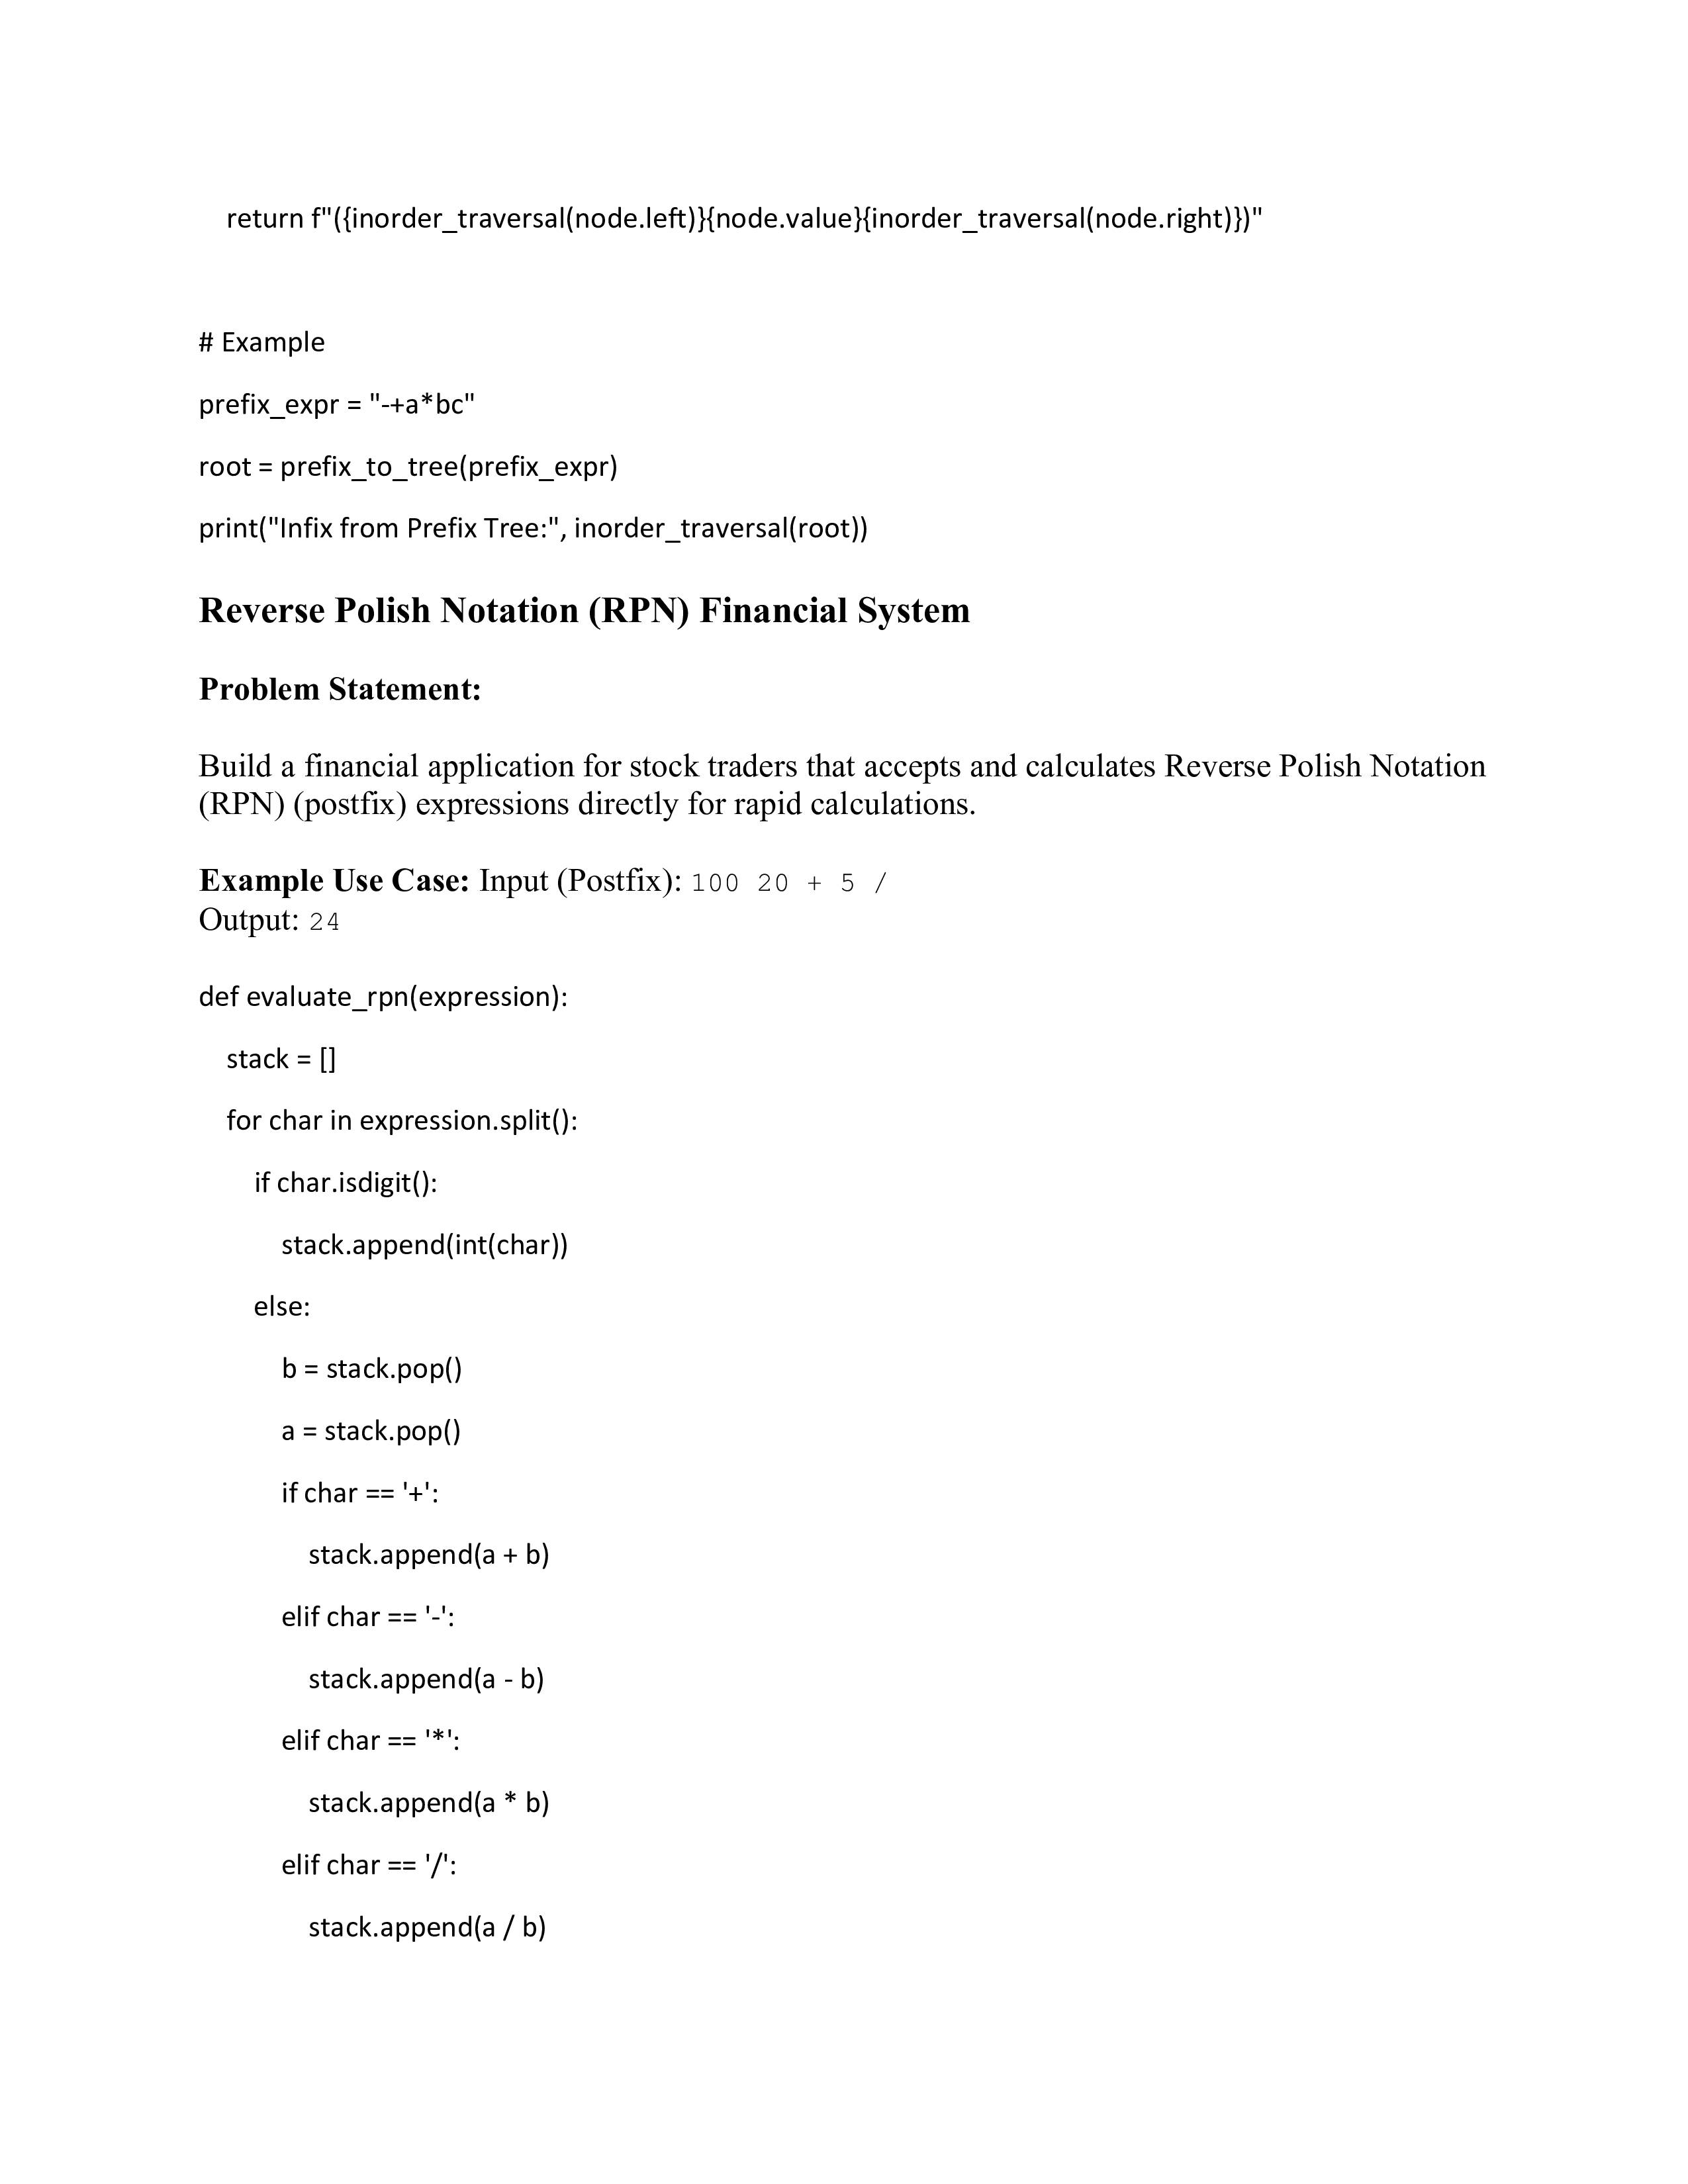 return f"({inorder_traversal(node.left)}{node.value}{inorder_traversal(node.right)})"
# Example
prefix_expr = "-+a*bc"
root = prefix_to_tree(prefix_expr)
print("Infix from Prefix Tree:", inorder_traversal(root))
Reverse Polish Notation (RPN) Financial System
Problem Statement:
Build a financial application for stock traders that accepts and calculates Reverse Polish Notation
(RPN) (postfix) expressions directly for rapid calculations.
Example Use Case: Input (Postfix): 100 20 + 5 /
Output: 24
def evaluate_rpn(expression):
    stack = []
    for char in expression.split():
        if char.isdigit():
            stack.append(int(char))
        else:
            b = stack.pop()
            a = stack.pop()
            if char == '+':
                stack.append(a + b)
            elif char == '-':
                stack.append(a - b)
            elif char == '*':
                stack.append(a * b)
            elif char == '/':
                stack.append(a / b)